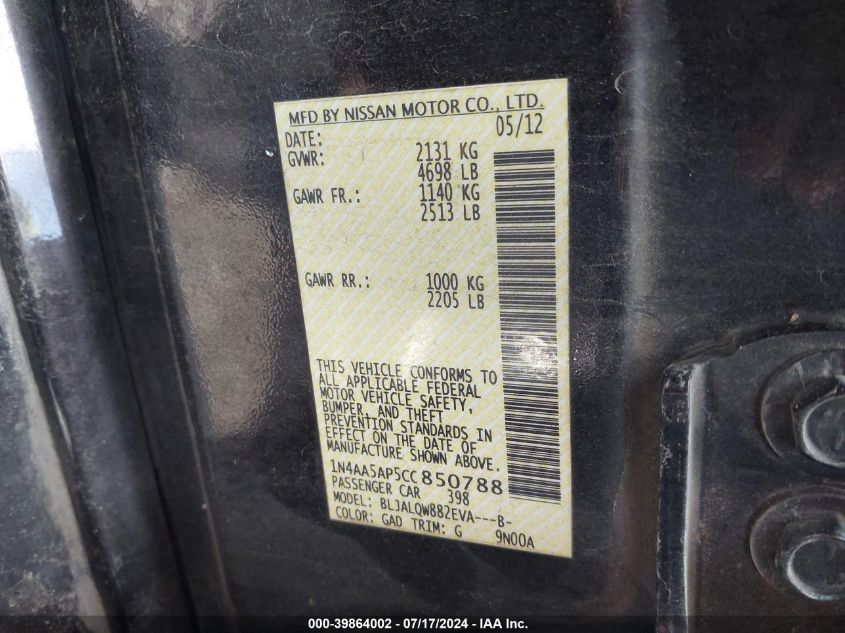 MFD BY NISSAN MOTOR CO., LTD.
DATE: 05/12
GVWR: 2131 KG
4698 LB
GAWR FR.: 1140 KG
2513 LB
GAWR RR.: 1000 KG
2205 LB
THIS VEHICLE CONFORMS TO
ALL APPLICABLE FEDERAL
MOTOR VEHICLE SAFETY,
BUMPER, AND THEFT
PREVENTION STANDARDS IN
EFFECT ON THE DATE OF
MANUFACTURE SHOWN ABOVE.
1N4AA5AP5CC850788
PASSENGER CAR 398
MODEL: BLJALQW882EVA---B-
COLOR: GAD TRIM: G 9N00A
000-39864002 - 07/17/2024 - IAA Inc.